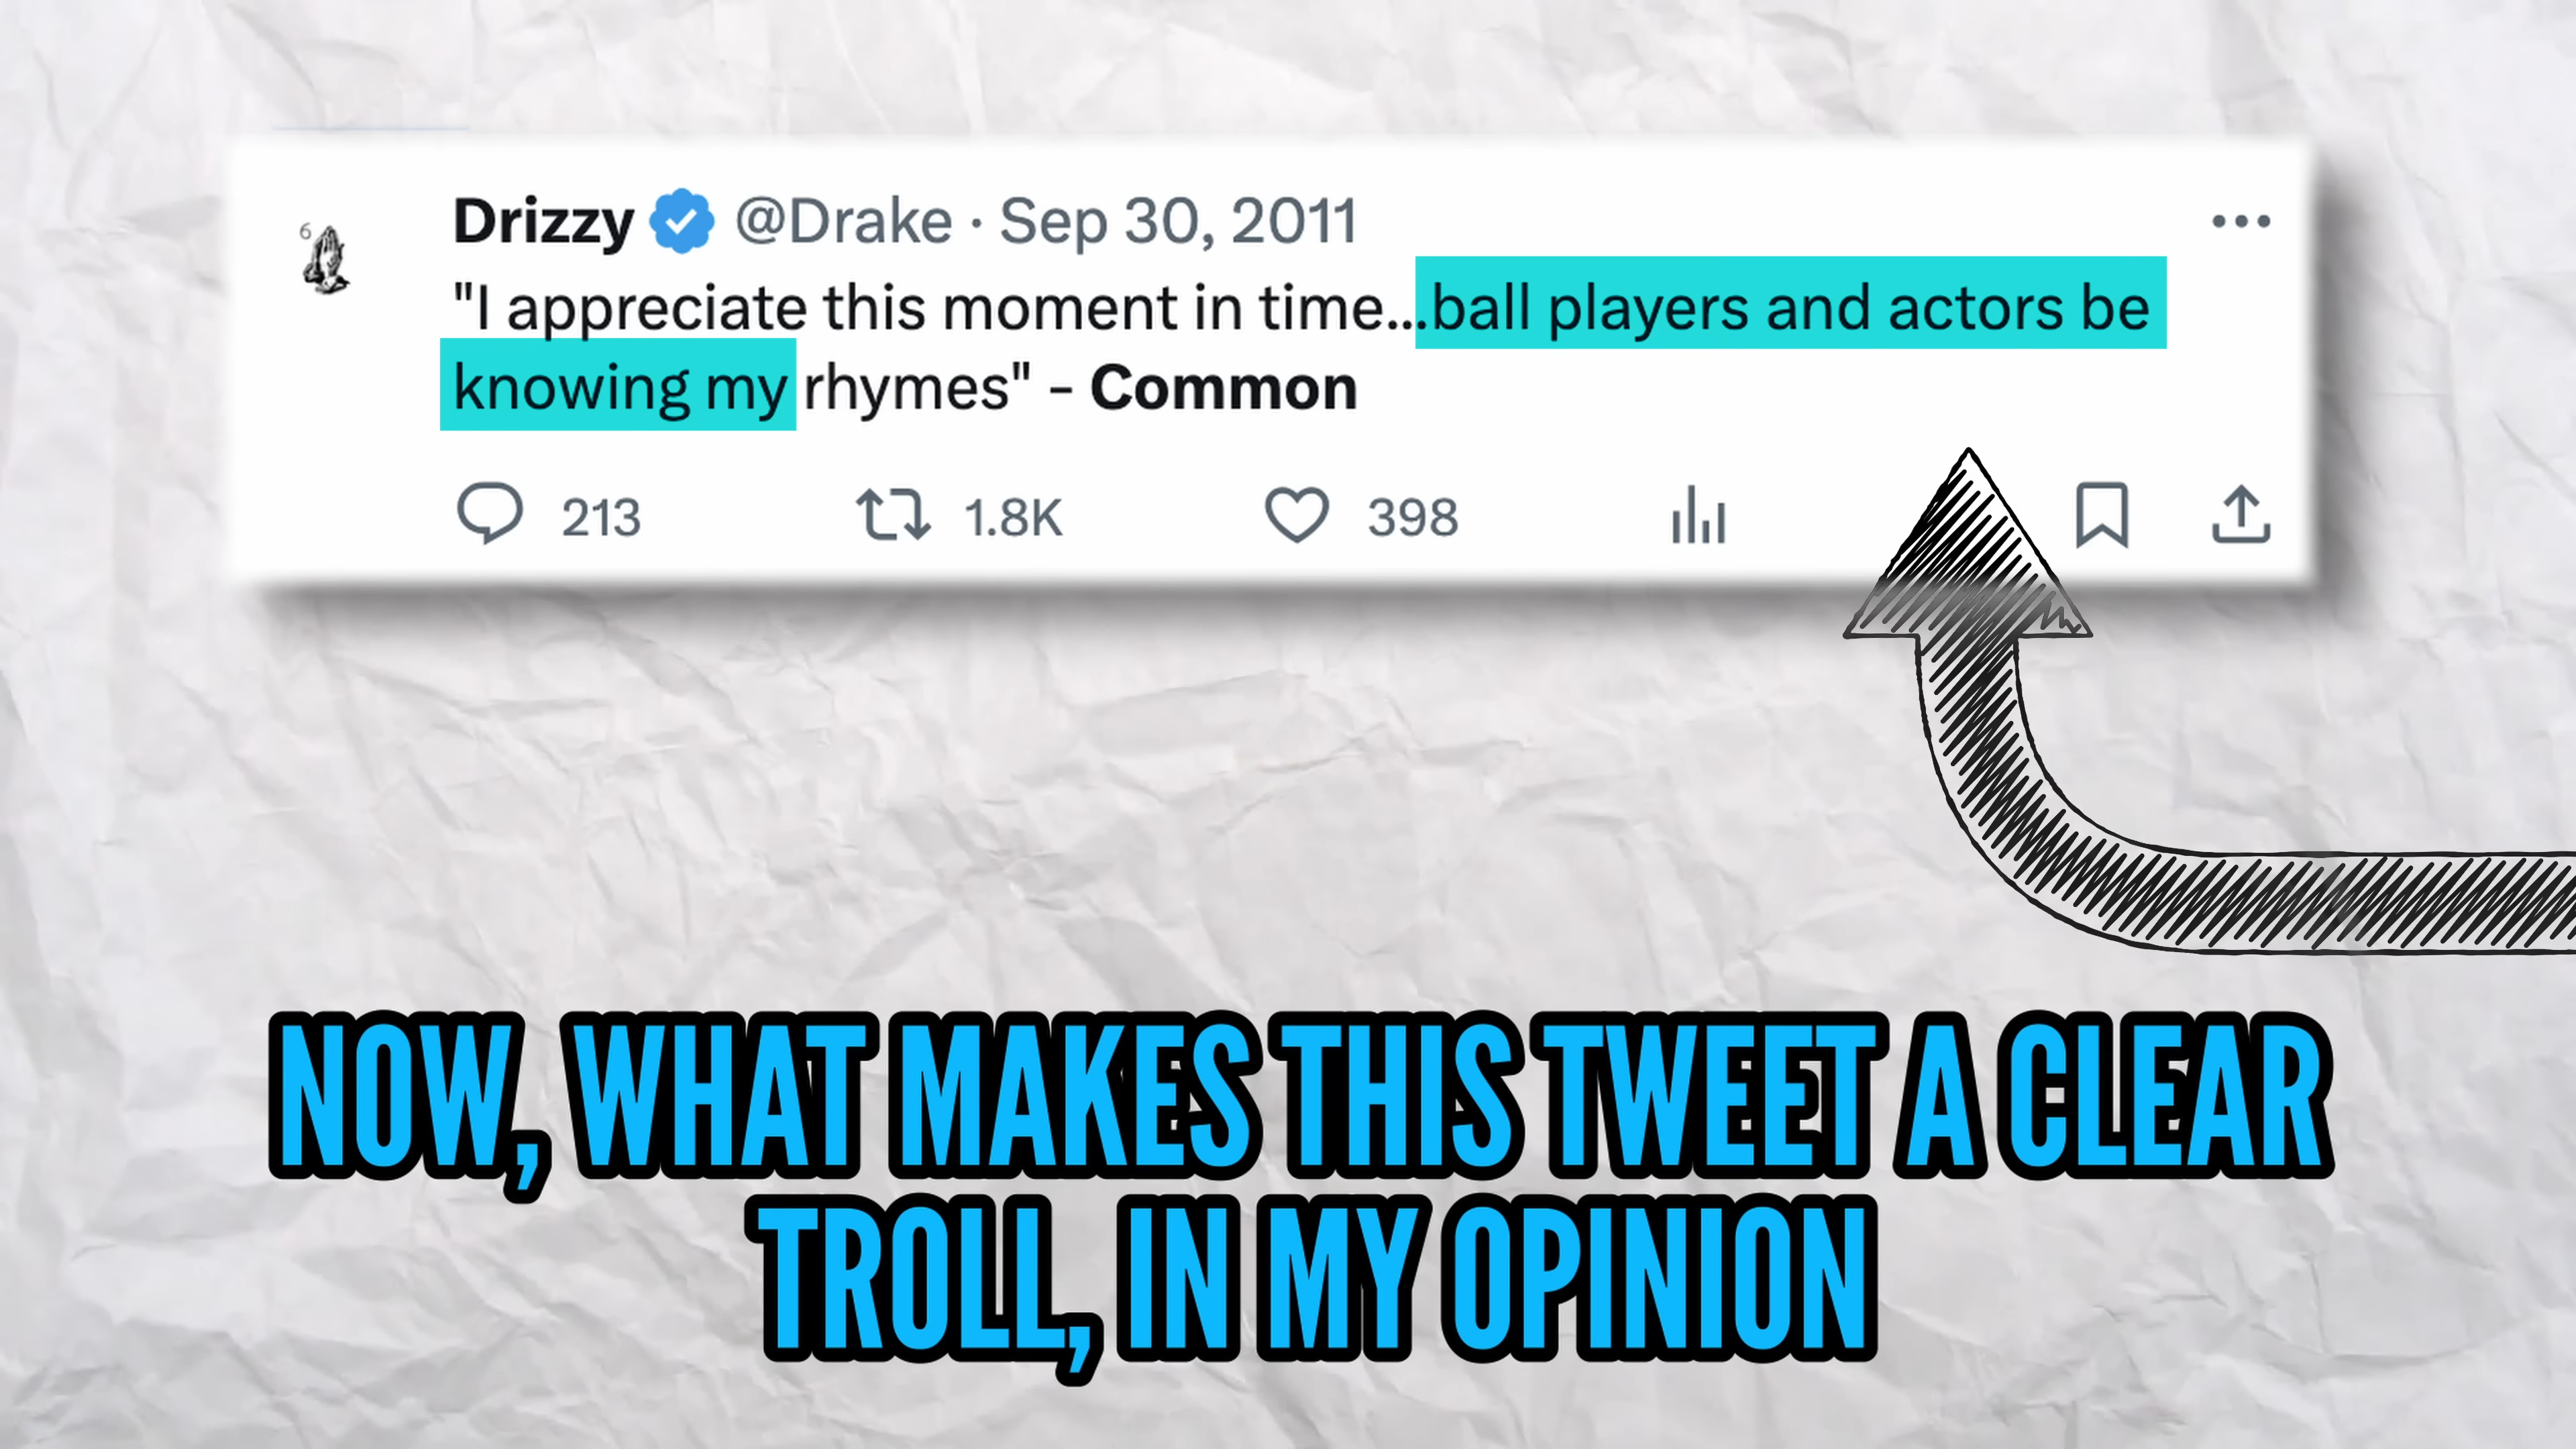 Drizzy @Drake · Sep 30, 2011
6
"I appreciate this moment in time...ball players and actors be
knowing my rhymes" - Common
213 1.8K 398
NOW, WHAT MAKES THIS TWEET A CLEAR
TROLL, IN MY OPINION